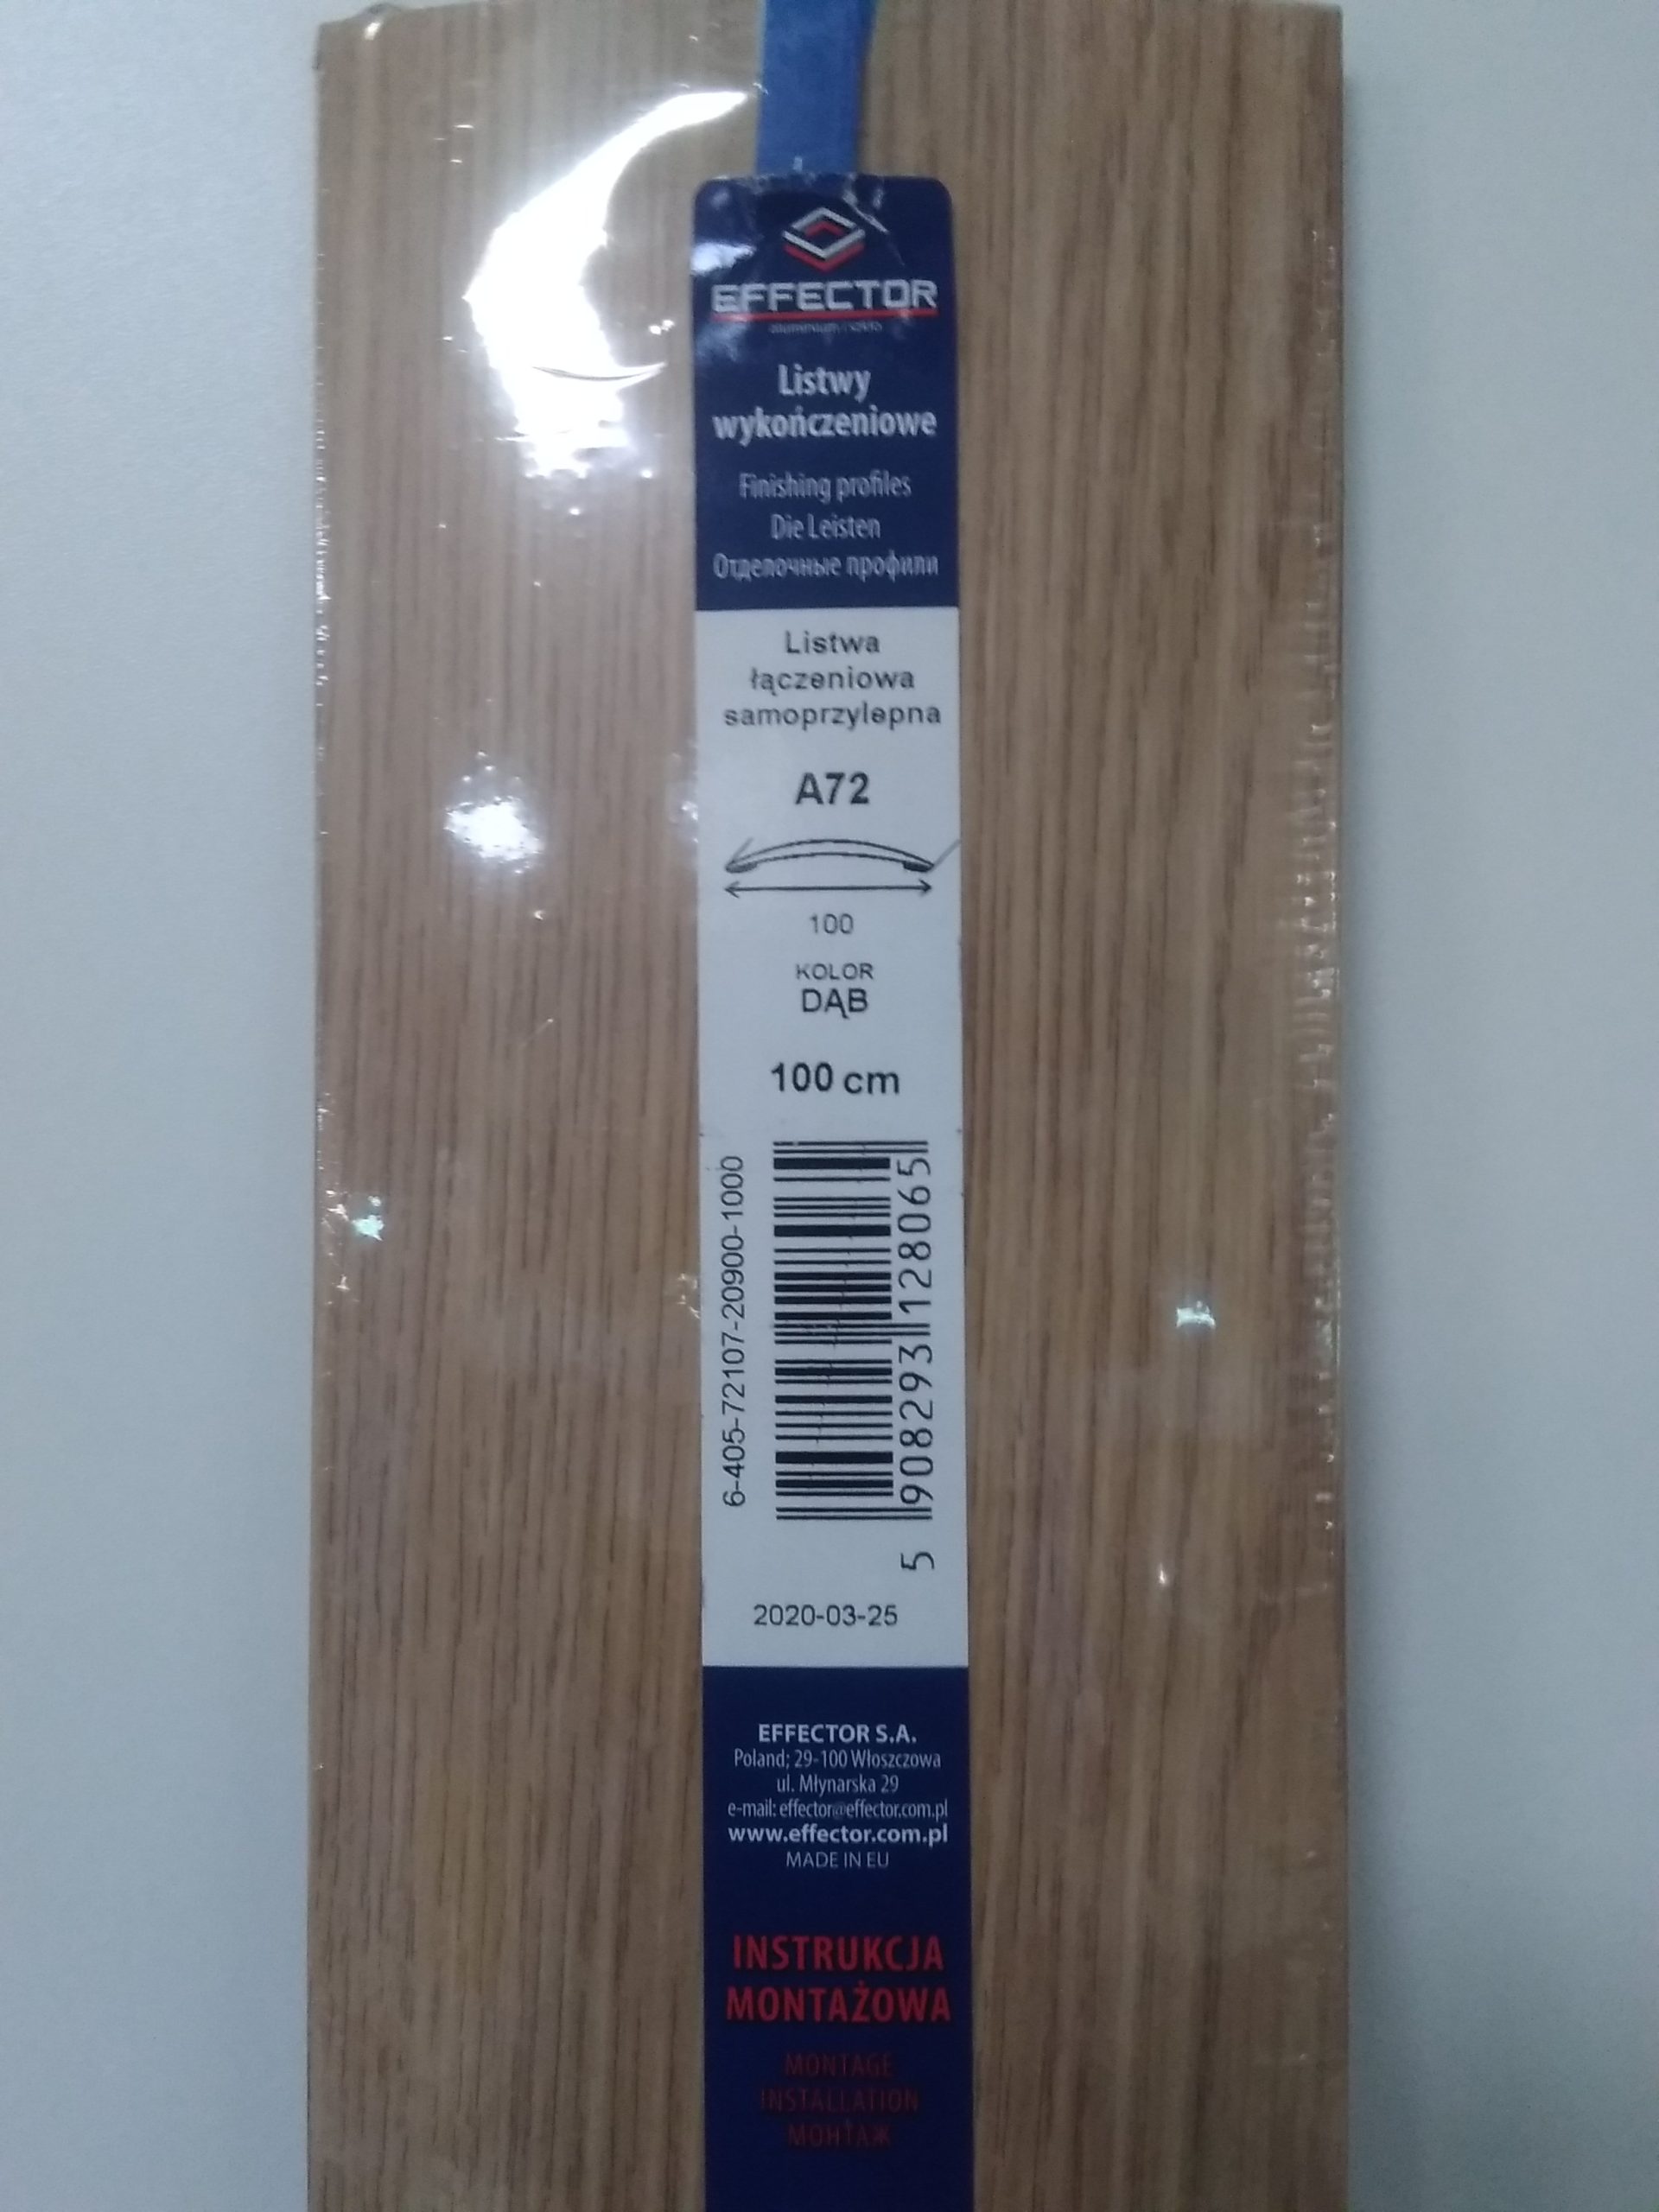 EFFECTOR
Listwy
wykończeniowe
Finishing profiles
Die Leisten
Отделочные профили
Listwa
łączeniowa
samoprzylepna
A72
100
KOLOR
DĄB
100 cm
6-405-72107-20900-1000
5 908293 128065
2020-03-25
EFFECTOR S.A.
Poland; 29-100 Włoszczowa
ul. Młynarska 29
e-mail: effector@effector.com.pl
www.effector.com.pl
MADE IN EU
INSTRUKCJA
MONTAŻOWA
MONTAGE
INSTALLATION
МОНТАЖ